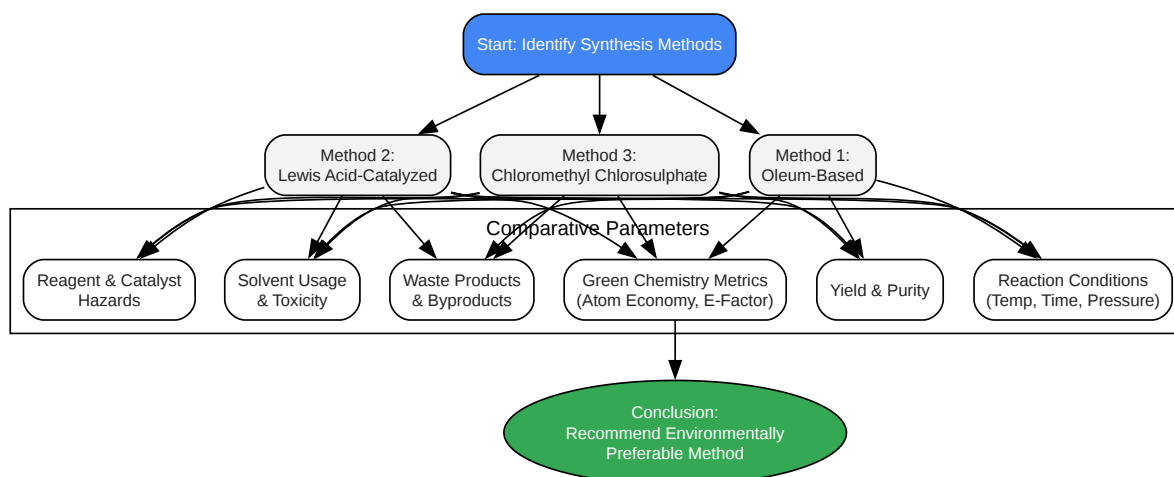 Start: Identify Synthesis Methods
Method 2:
Lewis Acid-Catalyzed
Method 3:
Chloromethyl Chlorosulphate
Method 1:
Oleum-Based
Comparative Parameters
Reagent & Catalyst
Hazards
Solvent Usage
& Toxicity
Waste Products
& Byproducts
Green Chemistry Metrics
(Atom Economy, E-Factor)
Yield & Purity
Reaction Conditions
(Temp, Time, Pressure)
Conclusion:
Recommend Environmentally
Preferable Method